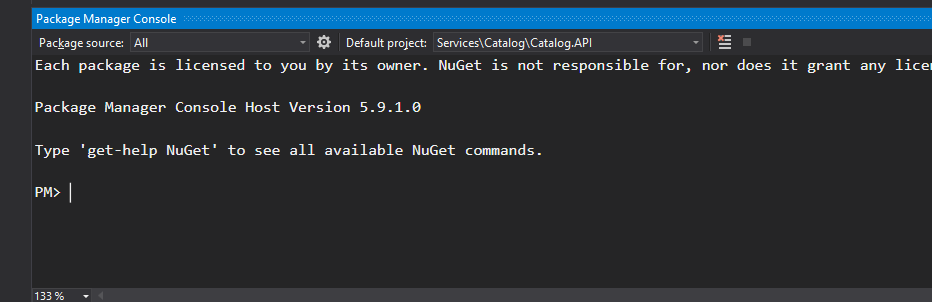 Package Manager Console
Package source: All Default project: Services\Catalog\Catalog.API
Each package is licensed to you by its owner. NuGet is not responsible for, nor does it grant any
Package Manager Console Host Version 5.9.1.0
Type 'get-help NuGet' to see all available NuGet commands.
PM>
133 %